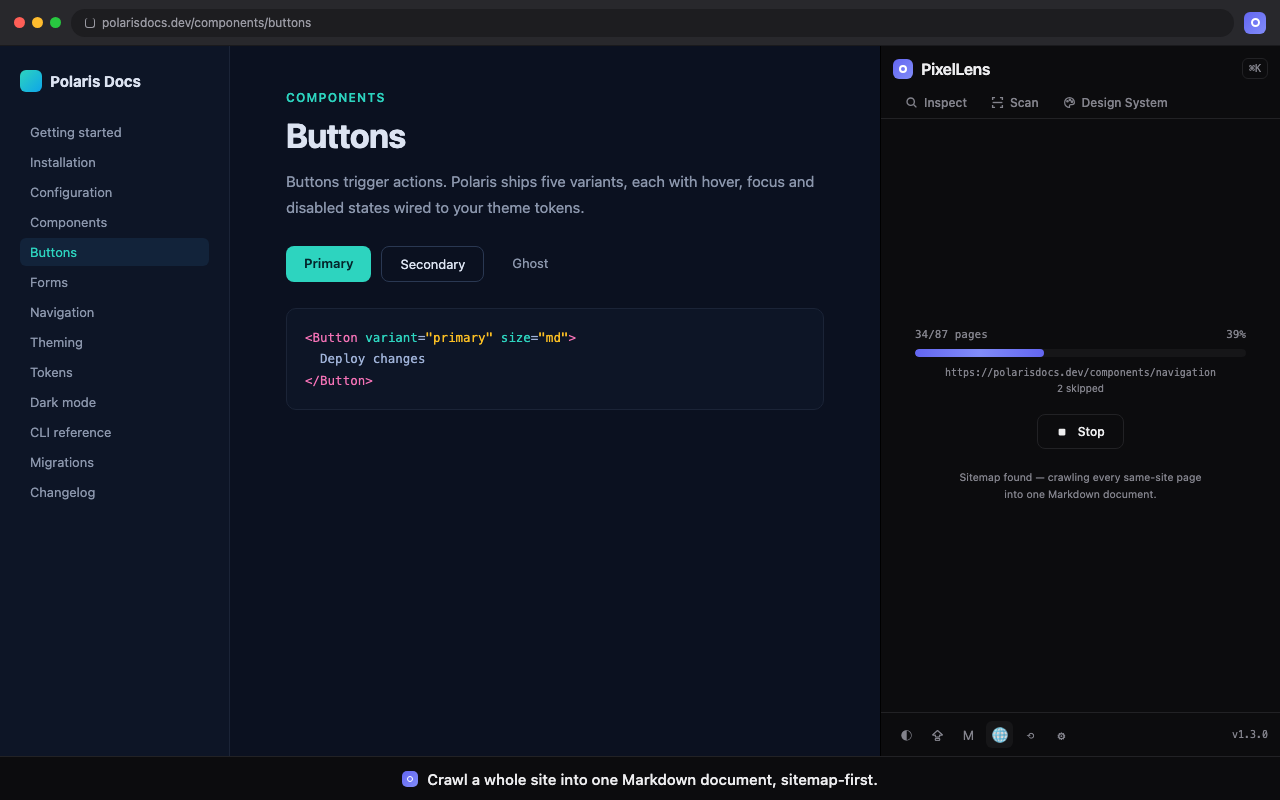 polarisdocs.dev/components/buttons
Polaris Docs
Getting started
Installation
Configuration
Components
Buttons
Forms
Navigation
Theming
Tokens
Dark mode
CLI reference
Migrations
Changelog
COMPONENTS
Buttons
Buttons trigger actions. Polaris ships five variants, each with hover, focus and
disabled states wired to your theme tokens.
Primary
Secondary
Ghost
<Button variant="primary" size="md">
  Deploy changes
</Button>
PixelLens
⌘K
Inspect
Scan
Design System
34/87 pages
39%
https://polarisdocs.dev/components/navigation
2 skipped
Stop
Sitemap found — crawling every same-site page
into one Markdown document.
M
v1.3.0
Crawl a whole site into one Markdown document, sitemap-first.